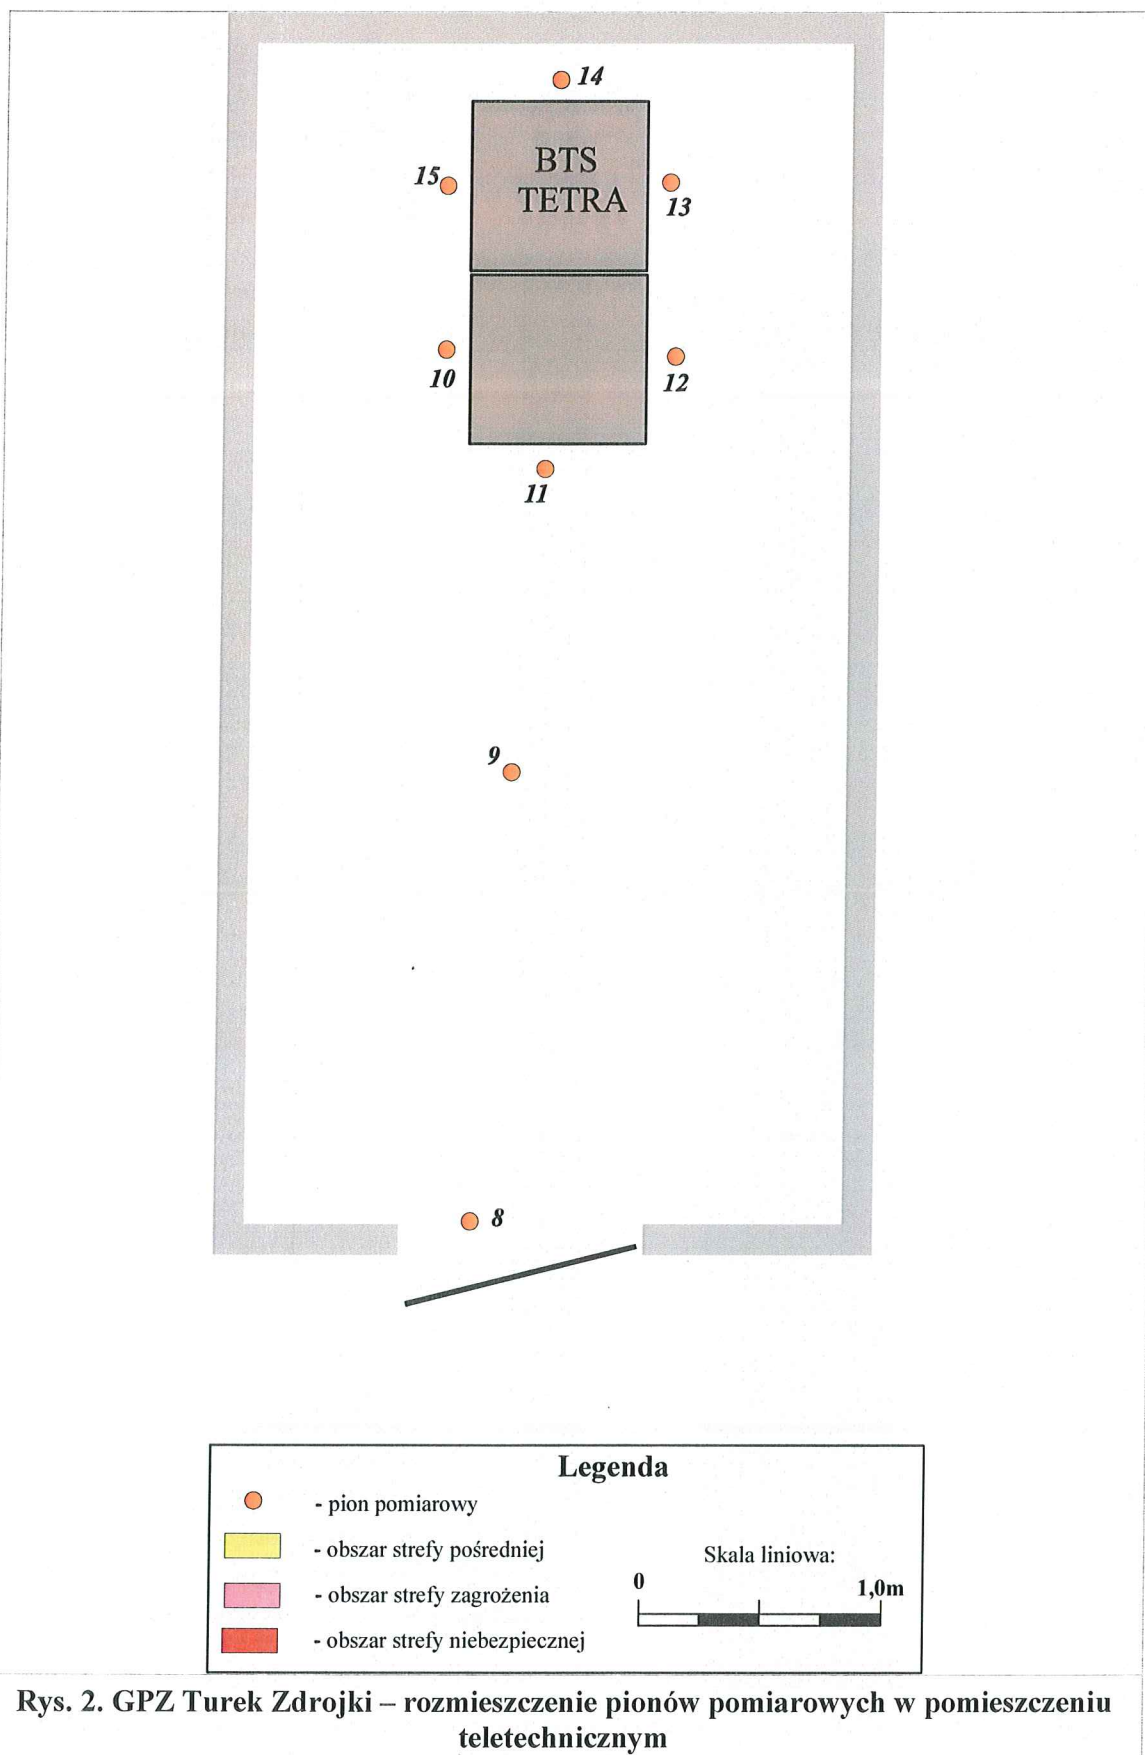 14
BTS
TETRA
15
13
10
12
11
9
8
Legenda
- pion pomiarowy
- obszar strefy pośredniej
- obszar strefy zagrożenia
- obszar strefy niebezpiecznej
Skala liniowa:
0 1,0m
Rys. 2. GPZ Turek Zdrojki – rozmieszczenie pionów pomiarowych w pomieszczeniu
teletechnicznym